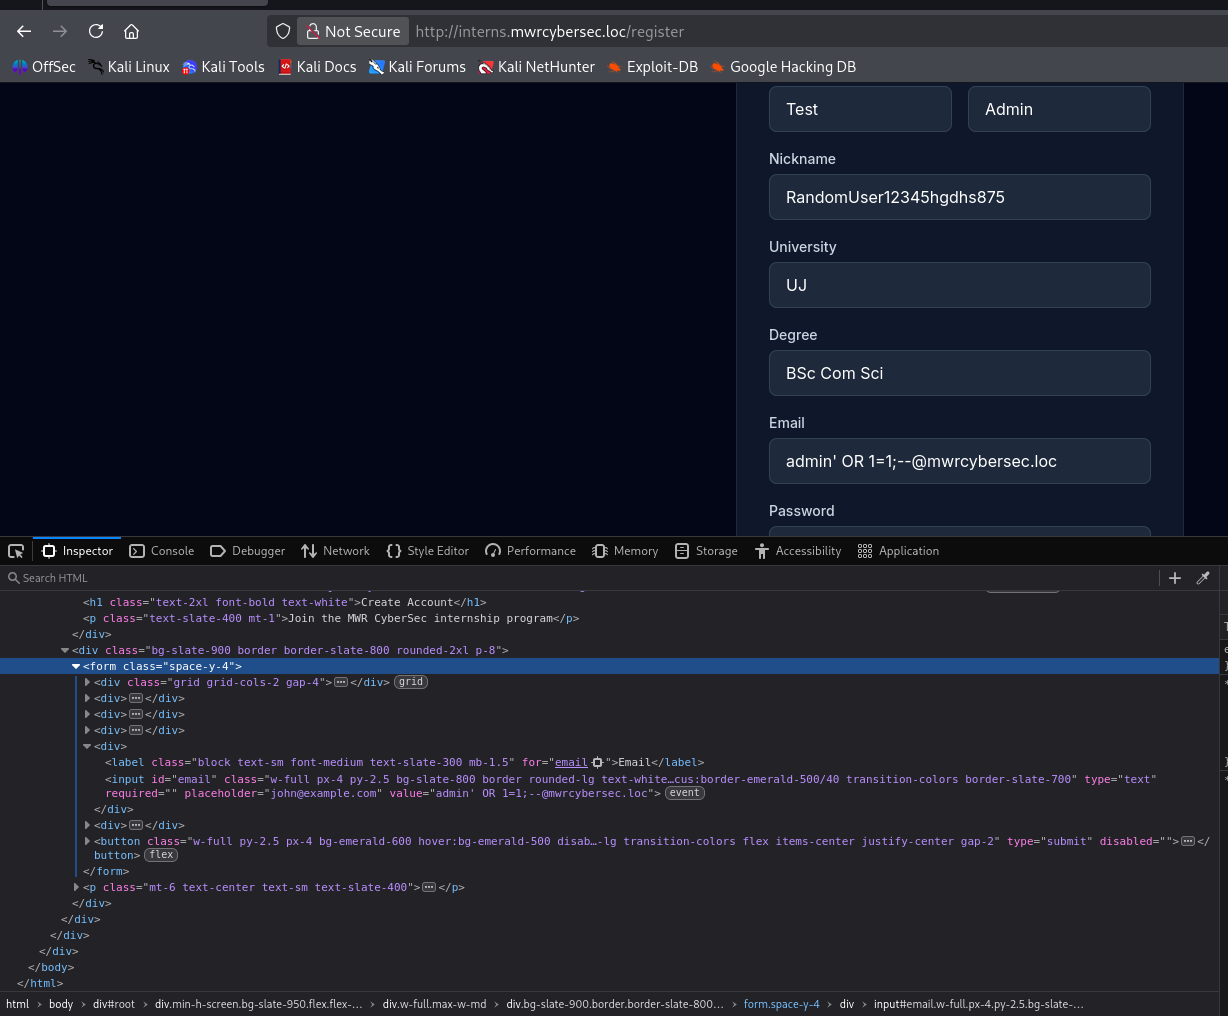 Not Secure http://interns.mwrcybersec.loc/register
OffSec Kali Linux Kali Tools Kali Docs Kali Forums Kali NetHunter Exploit-DB Google Hacking DB
Test Admin
Nickname
RandomUser12345hgdhs875
University
UJ
Degree
BSc Com Sci
Email
admin' OR 1=1;--@mwrcybersec.loc
Password
Inspector Console Debugger Network Style Editor Performance Memory Storage Accessibility Application
Search HTML
<h1 class="text-2xl font-bold text-white">Create Account</h1>
<p class="text-slate-400 mt-1">Join the MWR CyberSec internship program</p>
</div>
<div class="bg-slate-900 border border-slate-800 rounded-2xl p-8">
<form class="space-y-4">
<div class="grid grid-cols-2 gap-4"></div> grid
<div></div>
<div></div>
<div></div>
<div>
<label class="block text-sm font-medium text-slate-300 mb-1.5" for="email">Email</label>
<input id="email" class="w-full px-4 py-2.5 bg-slate-800 border rounded-lg text-white…cus:border-emerald-500/40 transition-colors border-slate-700" type="text"
required="" placeholder="john@example.com" value="admin' OR 1=1;--@mwrcybersec.loc"> event
</div>
<div></div>
<button class="w-full py-2.5 px-4 bg-emerald-600 hover:bg-emerald-500 disab…-lg transition-colors flex items-center justify-center gap-2" type="submit" disabled=""></
button> flex
</form>
<p class="mt-6 text-center text-sm text-slate-400"></p>
</div>
</div>
</div>
</div>
</body>
</html>
html body div#root div.min-h-screen.bg-slate-950.flex.flex-… div.w-full.max-w-md div.bg-slate-900.border.border-slate-800… form.space-y-4 div input#email.w-full.px-4.py-2.5.bg-slate-…